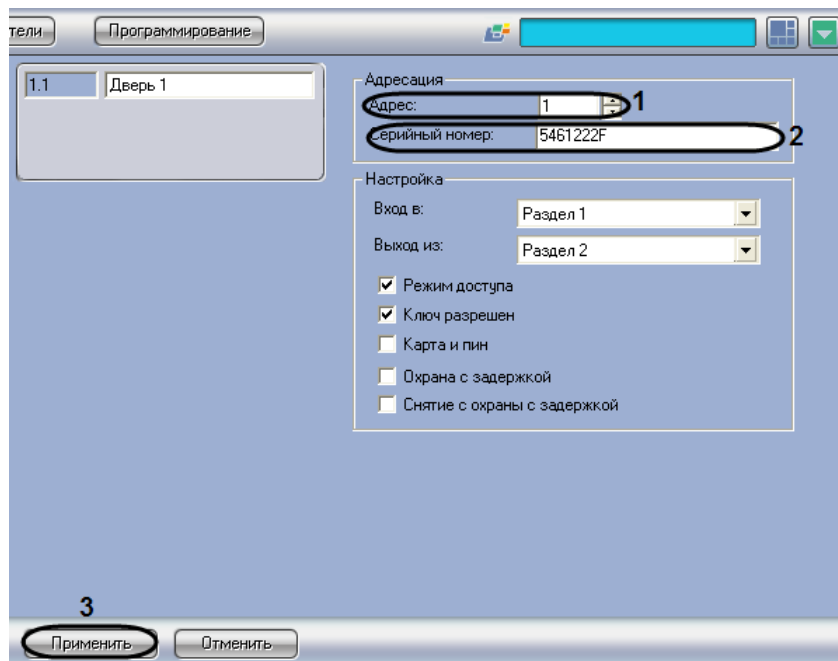 тели Программирование
1.1 Дверь 1
Адресация
Адрес: 1 1
Серийный номер: 5461222F 2
Настройка
Вход в: Раздел 1
Выход из: Раздел 2
Режим доступа
Ключ разрешен
Карта и пин
Охрана с задержкой
Снятие с охраны с задержкой
3
Применить Отменить